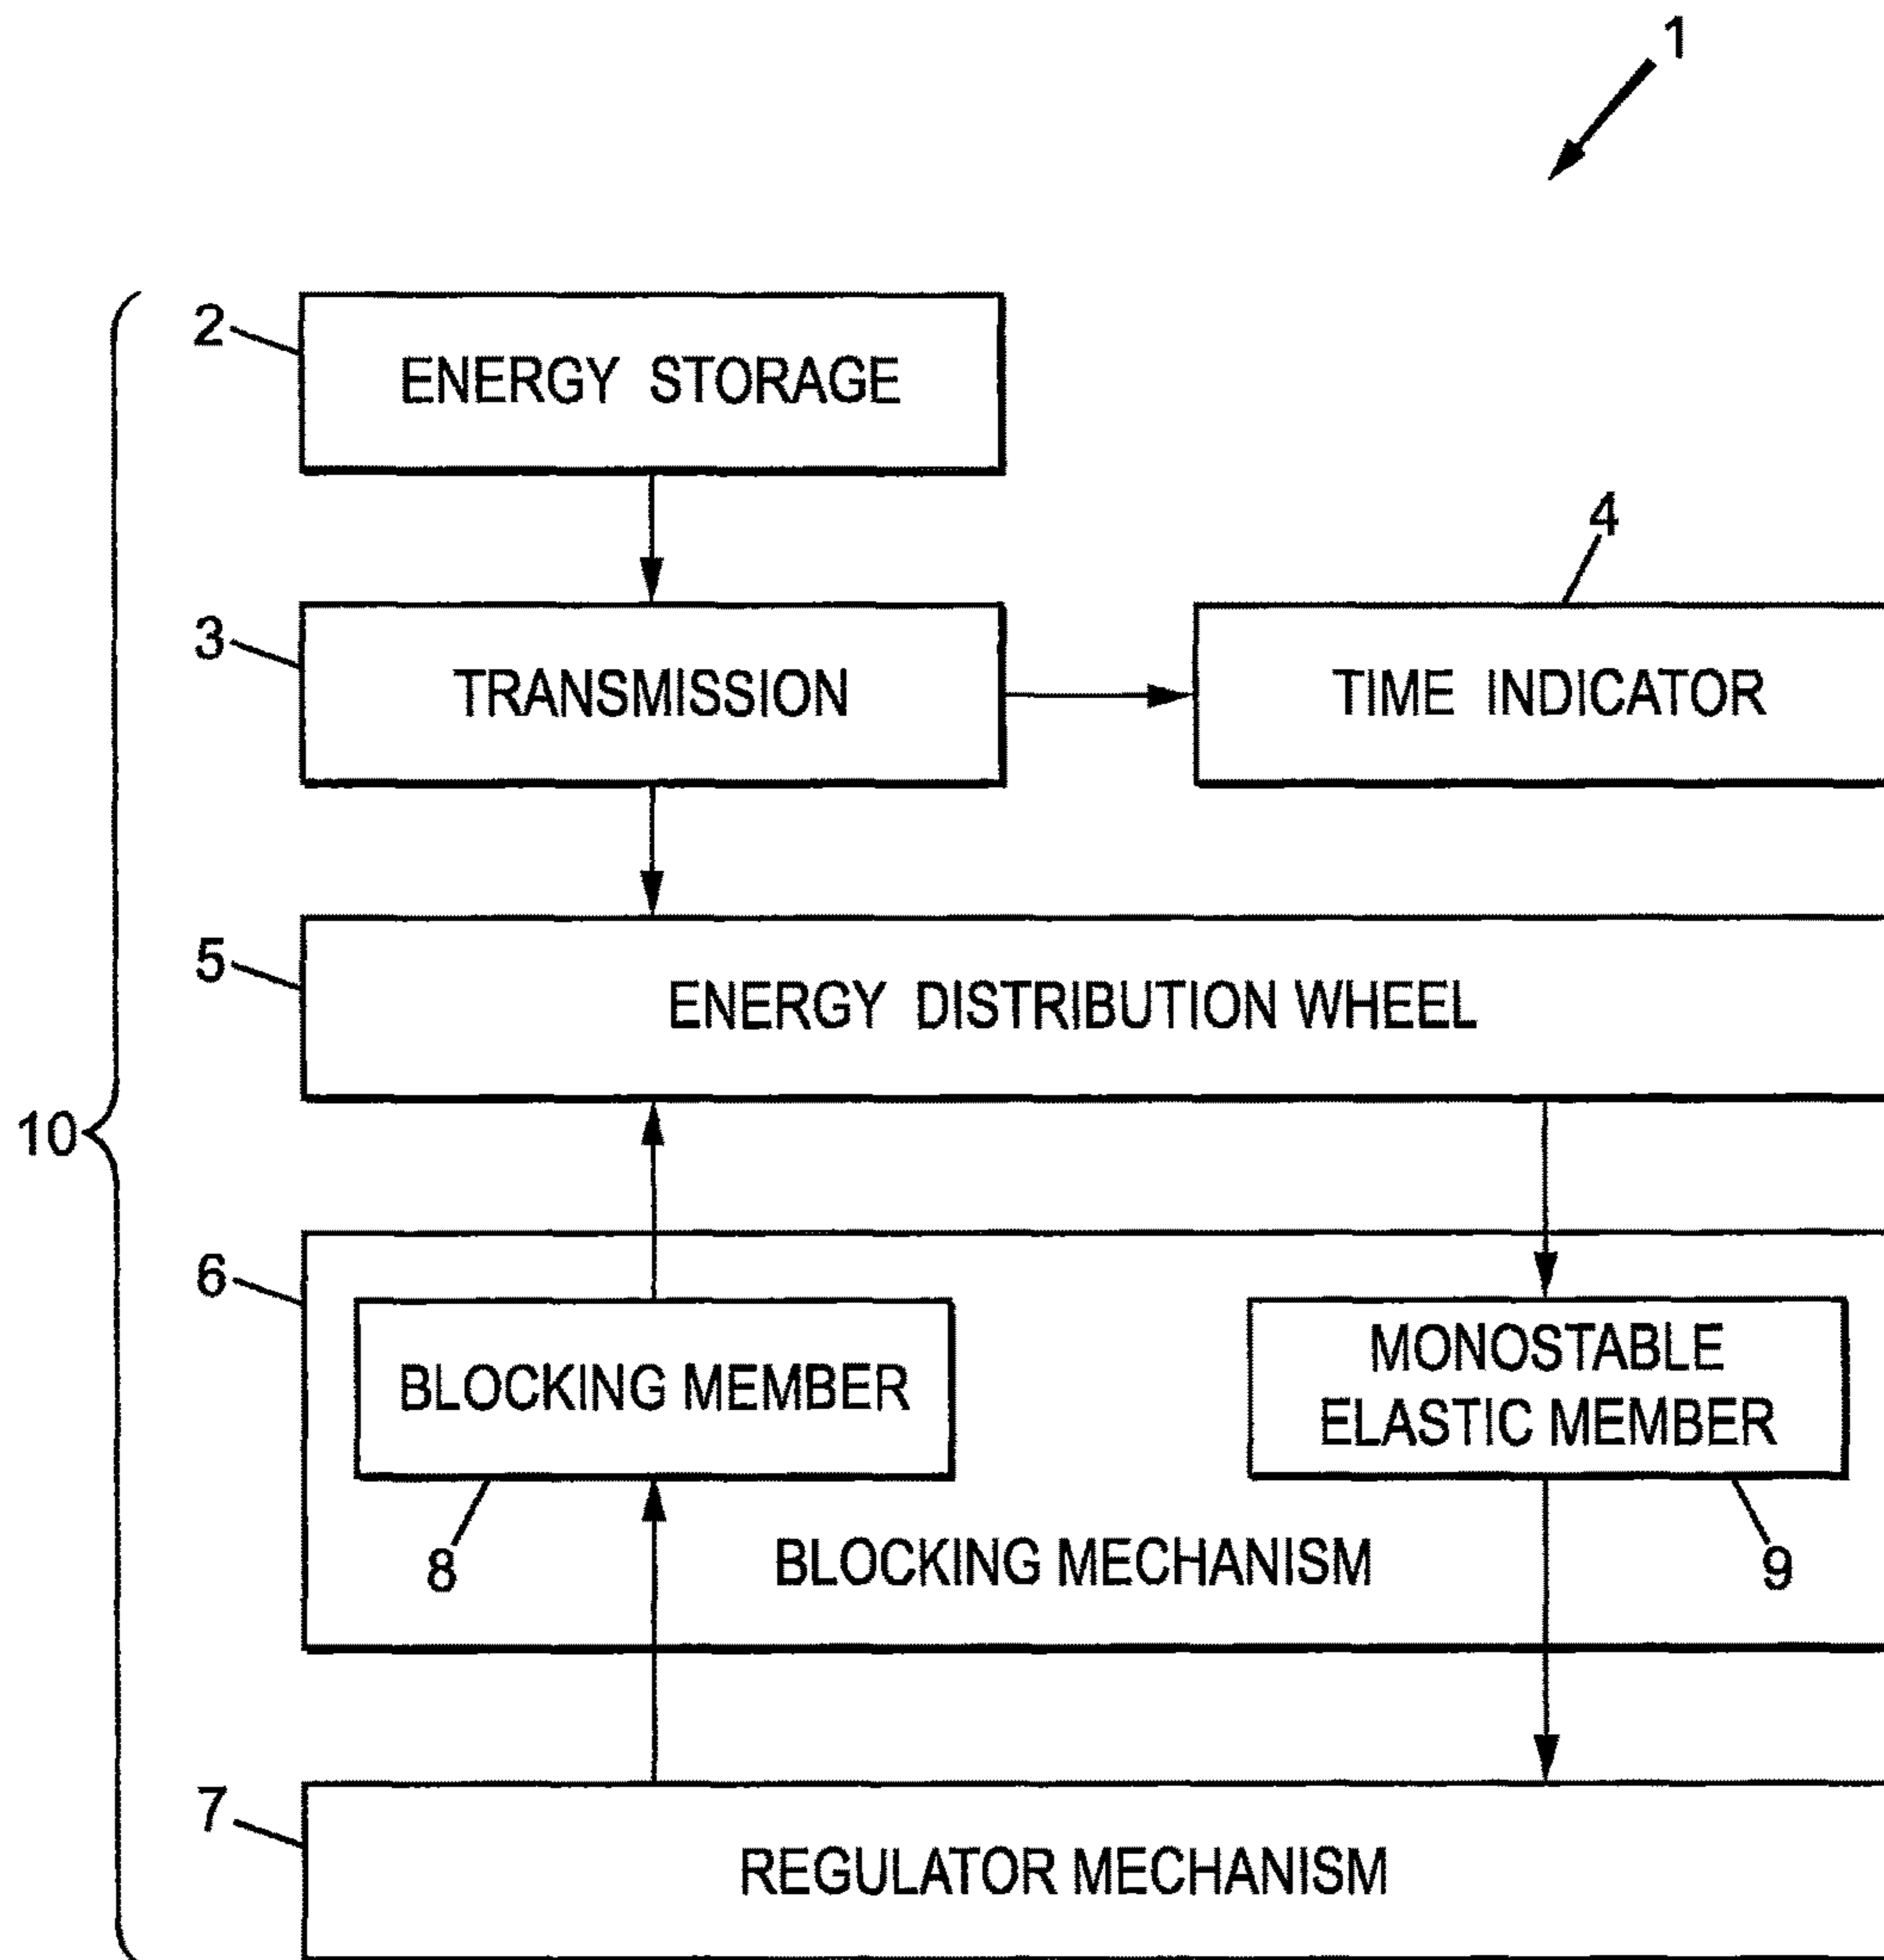 1
2
ENERGY STORAGE
4
3
TRANSMISSION
TIME INDICATOR
5
ENERGY DISTRIBUTION WHEEL
10
6
BLOCKING MEMBER
MONOSTABLE
ELASTIC MEMBER
8
BLOCKING MECHANISM
9
7
REGULATOR MECHANISM